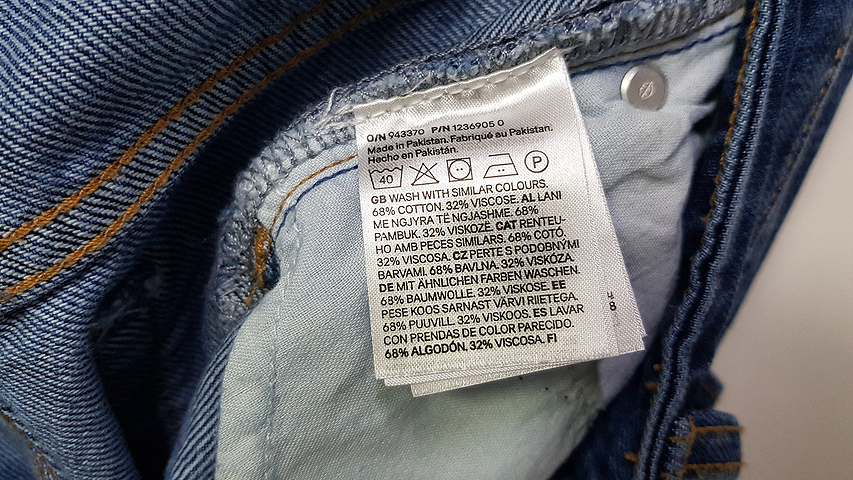 O/N 943370 P/N 1236905 0
Made in Pakistan. Fabriqué au Pakistan.
Hecho en Pakistán.
40 P
GB WASH WITH SIMILAR COLOURS.
68% COTTON. 32% VISCOSE. AL LANI
ME NGJYRA TË NGJASHME. 68%
PAMBUK. 32% VISKOZË. CAT RENTEU-
HO AMB PECES SIMILARS. 68% COTÓ.
32% VISCOSA. CZ PERTE S PODOBNÝMI
BARVAMI. 68% BAVLNA. 32% VISKÓZA.
DE MIT ÄHNLICHEN FARBEN WASCHEN.
68% BAUMWOLLE. 32% VISKOSE. EE
PESE KOOS SARNAST VÄRVI RIIETEGA.
68% PUUVILL. 32% VISKOOS. ES LAVAR
CON PRENDAS DE COLOR PARECIDO.
68% ALGODÓN. 32% VISCOSA. FI
8